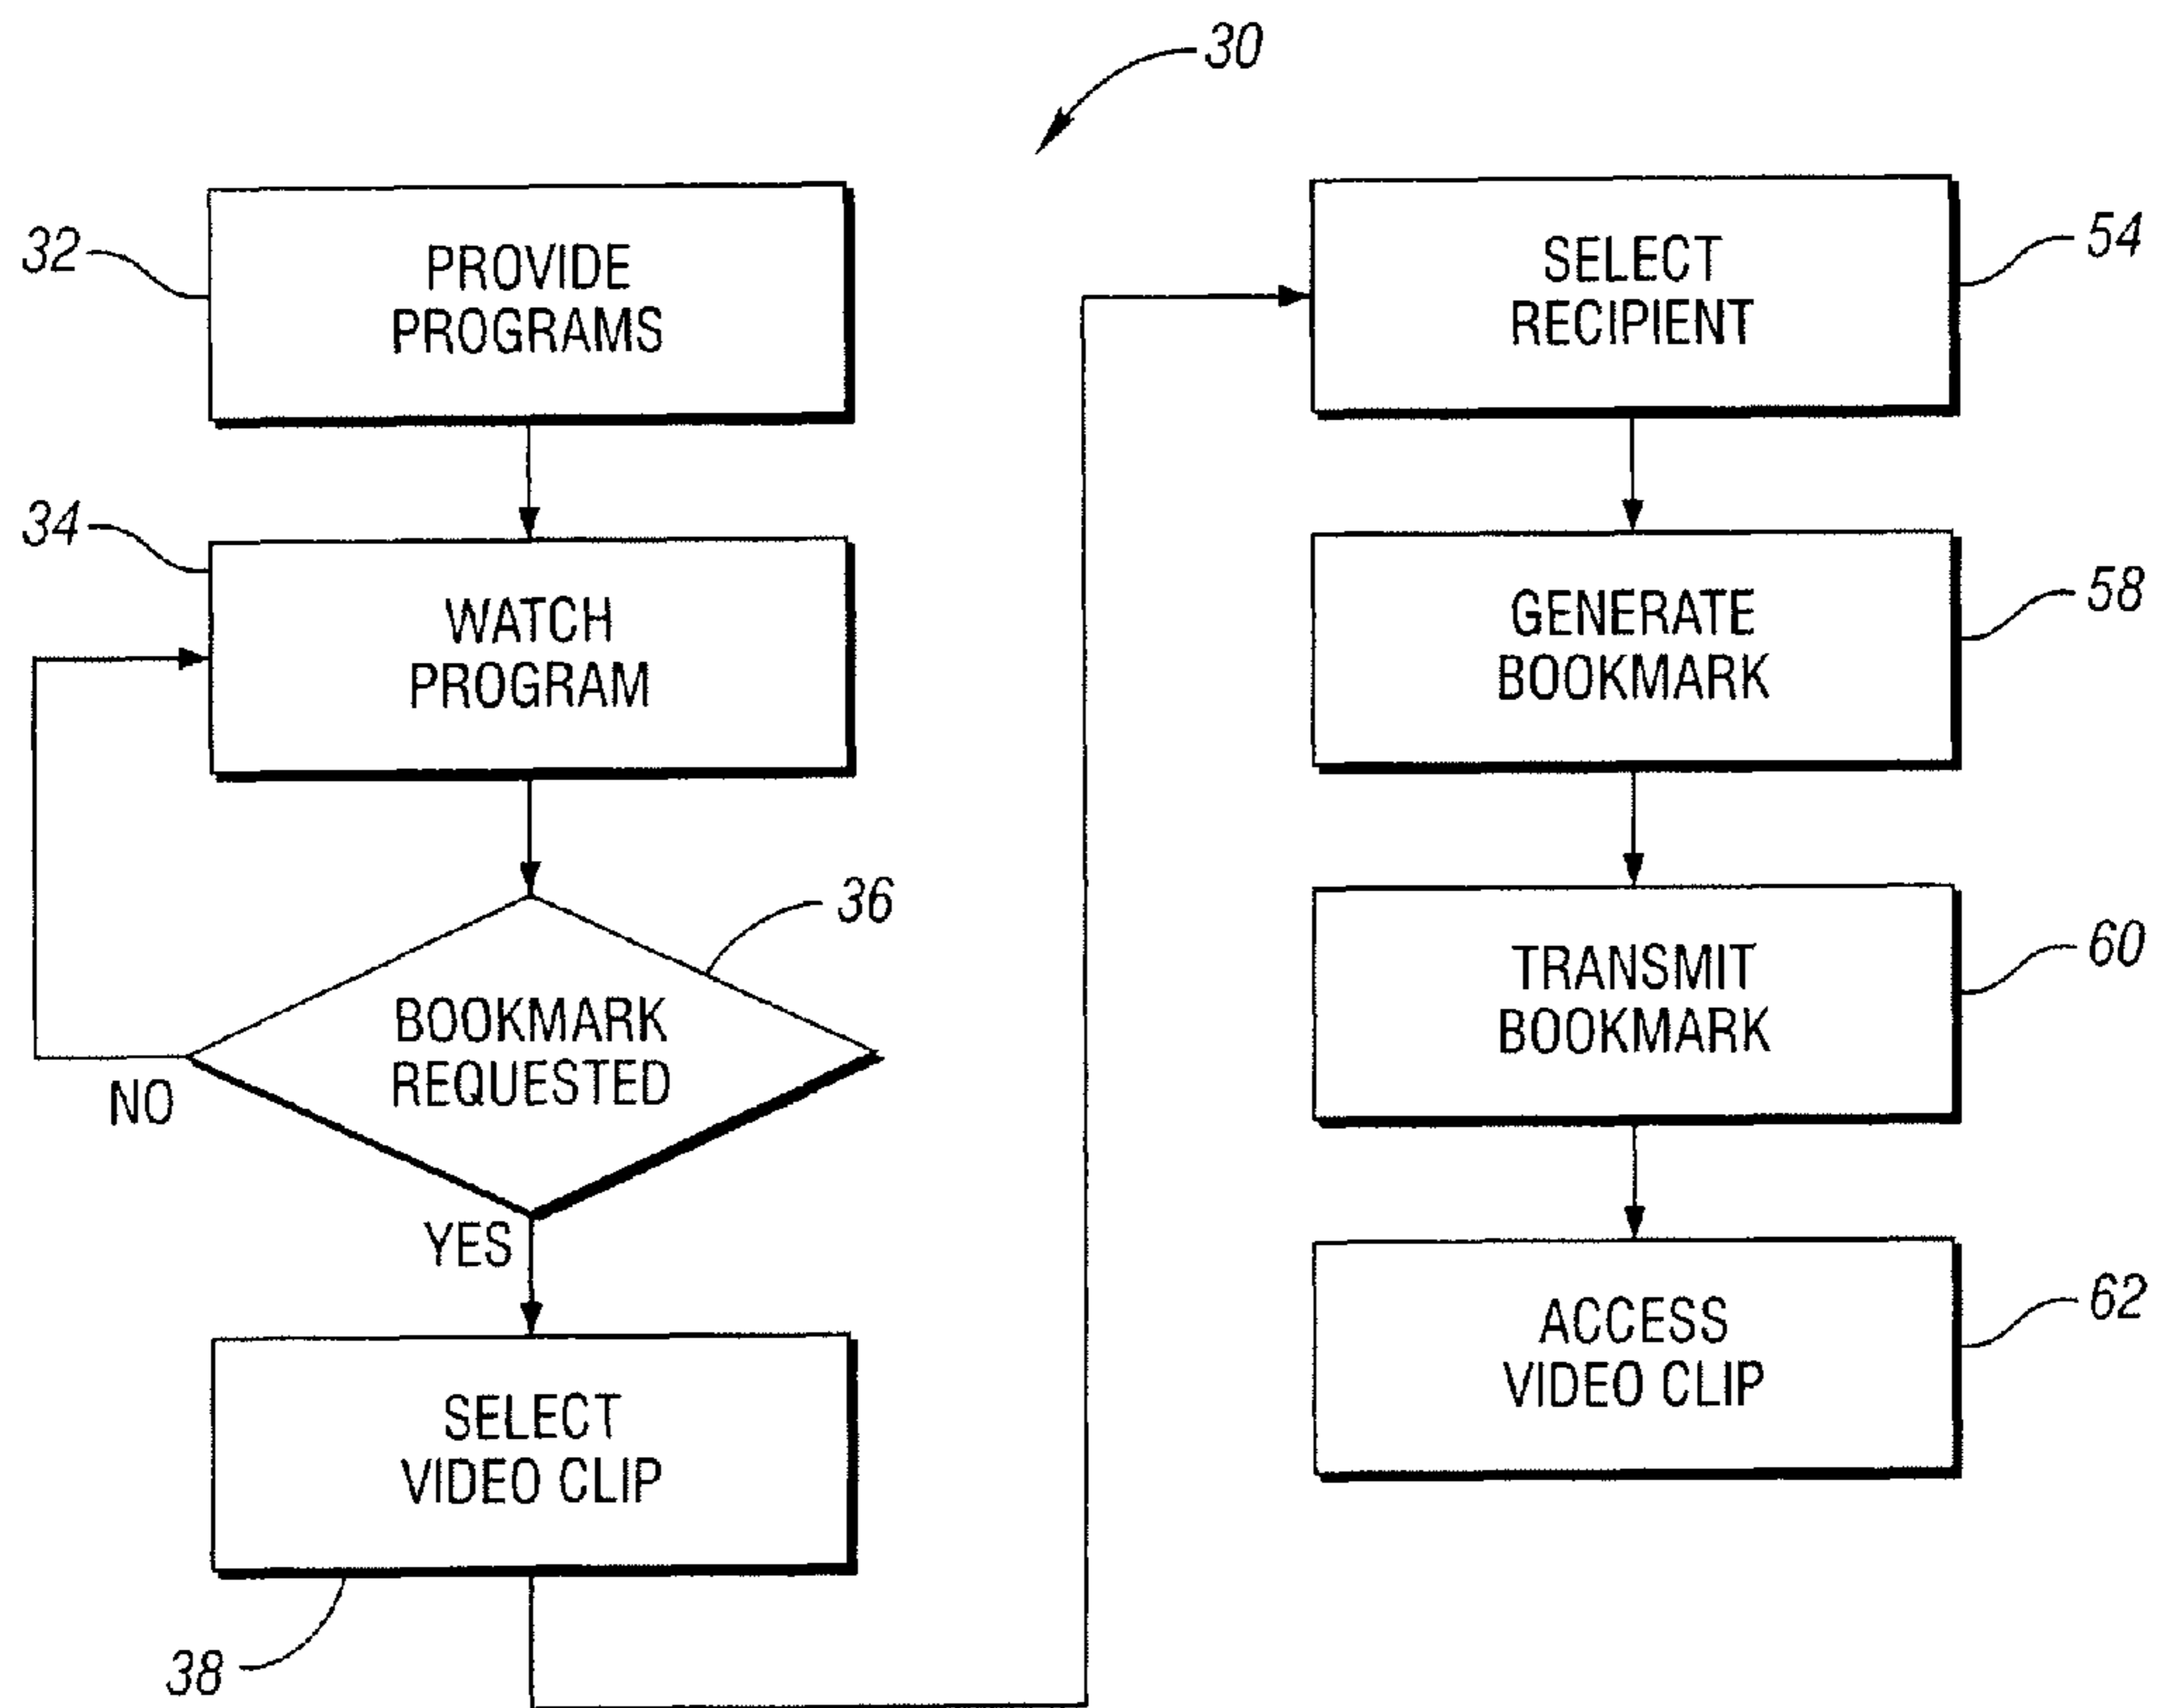 30
32
PROVIDE
PROGRAMS
34
WATCH
PROGRAM
36
BOOKMARK
REQUESTED
NO
YES
SELECT
VIDEO CLIP
38
SELECT
RECIPIENT
54
GENERATE
BOOKMARK
58
TRANSMIT
BOOKMARK
60
ACCESS
VIDEO CLIP
62